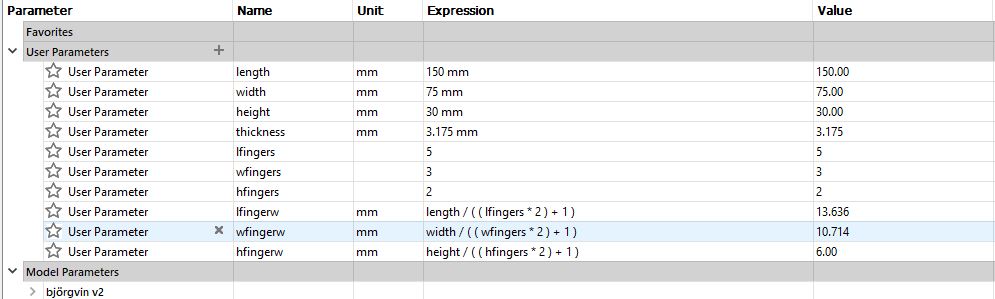 Parameter Name Unit Expression Value
Favorites
User Parameters +
User Parameter length mm 150 mm 150.00
User Parameter width mm 75 mm 75.00
User Parameter height mm 30 mm 30.00
User Parameter thickness mm 3.175 mm 3.175
User Parameter lfingers 5 5
User Parameter wfingers 3 3
User Parameter hfingers 2 2
User Parameter lfingerw mm length / ( ( lfingers * 2 ) + 1 ) 13.636
User Parameter wfingerw mm width / ( ( wfingers * 2 ) + 1 ) 10.714
User Parameter hfingerw mm height / ( ( hfingers * 2 ) + 1 ) 6.00
Model Parameters
björgvin v2